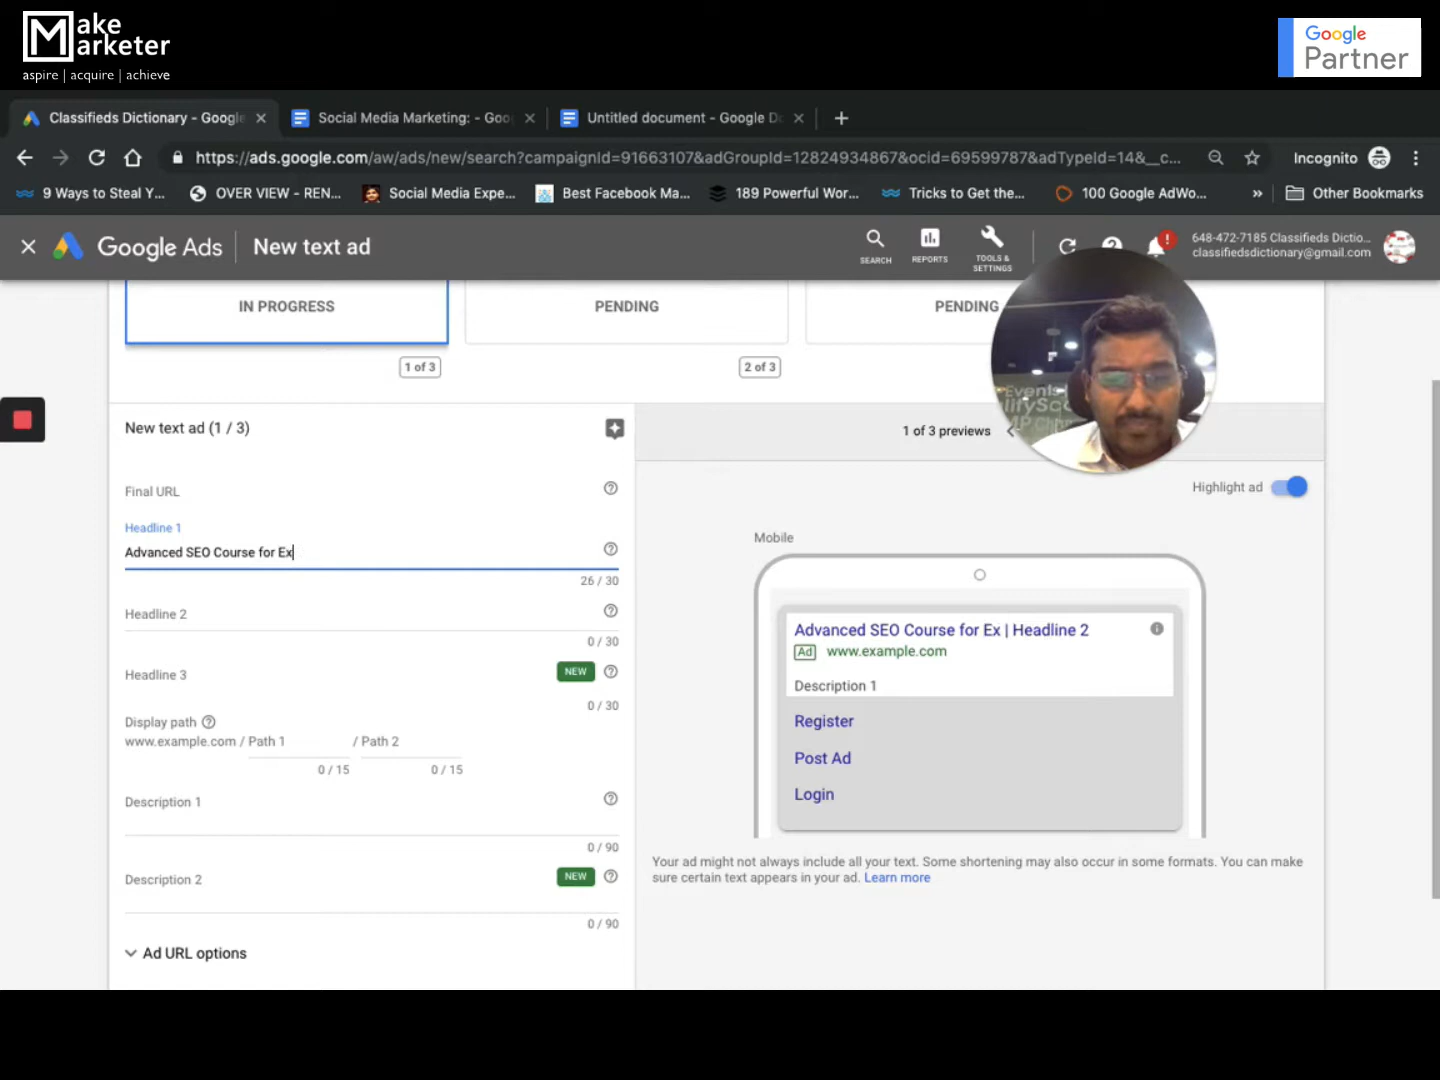 Make
Marketer
aspire | acquire | achieve
Google
Partner
Classifieds Dictionary - Google
Social Media Marketing: - Goo
Untitled document - Google D
https://ads.google.com/aw/ads/new/search?campaignId=91663107&adGroupId=12824934867&ocid=69599787&adTypeId=14&__c...
Incognito
9 Ways to Steal Y...
OVER VIEW - REN...
Social Media Expe...
Best Facebook Ma...
189 Powerful Wor...
Tricks to Get the...
100 Google AdWo...
»
Other Bookmarks
Google Ads
New text ad
SEARCH
REPORTS
TOOLS & SETTINGS
648-472-7185 Classifieds Dictio...
classifiedsdictionary@gmail.com
IN PROGRESS
PENDING
PENDING
1 of 3
2 of 3
New text ad (1 / 3)
1 of 3 previews
Final URL
Highlight ad
Headline 1
Advanced SEO Course for Ex
26 / 30
Headline 2
0 / 30
Headline 3
NEW
0 / 30
Display path
www.example.com / Path 1 / Path 2
0 / 15 0 / 15
Description 1
0 / 90
Description 2
NEW
0 / 90
Ad URL options
Mobile
Advanced SEO Course for Ex | Headline 2
Ad www.example.com
Description 1
Register
Post Ad
Login
Your ad might not always include all your text. Some shortening may also occur in some formats. You can make
sure certain text appears in your ad. Learn more